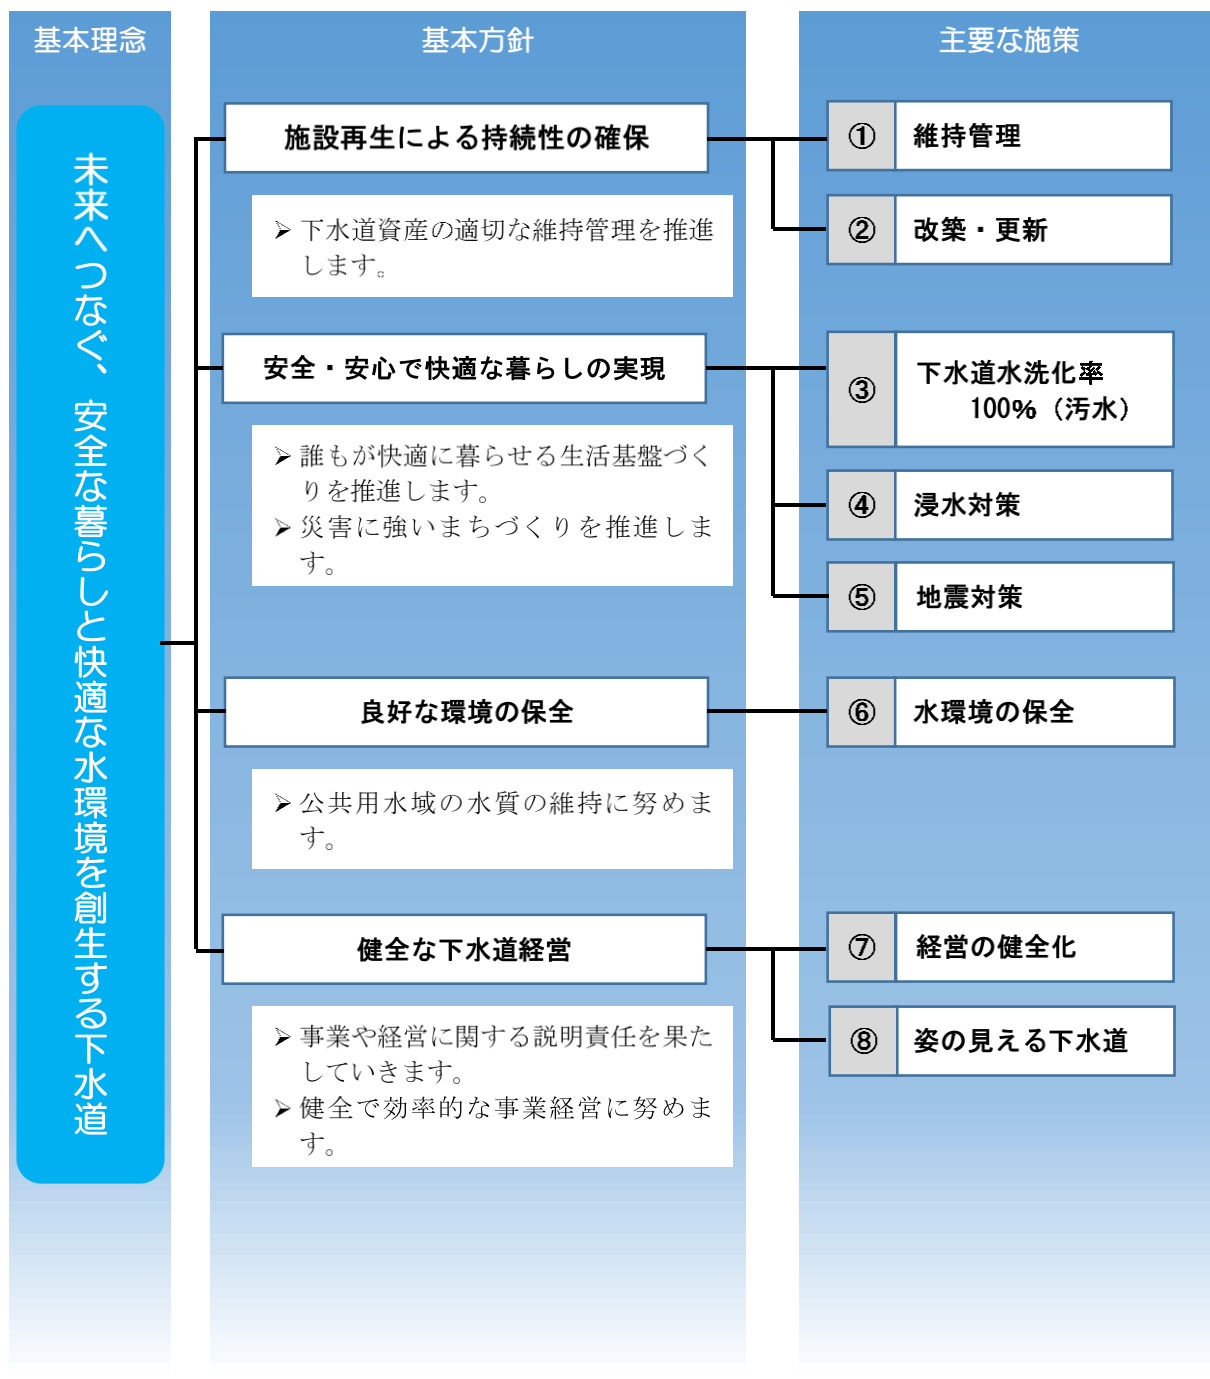 基本理念
基本方針
主要な施策
未来へつなぐ、安全な暮らしと快適な水環境を創生する下水道
施設再生による持続性の確保
➢ 下水道資産の適切な維持管理を推進
します。
① 維持管理
② 改築・更新
安全・安心で快適な暮らしの実現
➢ 誰もが快適に暮らせる生活基盤づく
りを推進します。
➢ 災害に強いまちづくりを推進しま
す。
③ 下水道水洗化率
100％（汚水）
④ 浸水対策
⑤ 地震対策
良好な環境の保全
➢ 公共用水域の水質の維持に努めま
す。
⑥ 水環境の保全
健全な下水道経営
➢ 事業や経営に関する説明責任を果た
していきます。
➢ 健全で効率的な事業経営に努めま
す。
⑦ 経営の健全化
⑧ 姿の見える下水道